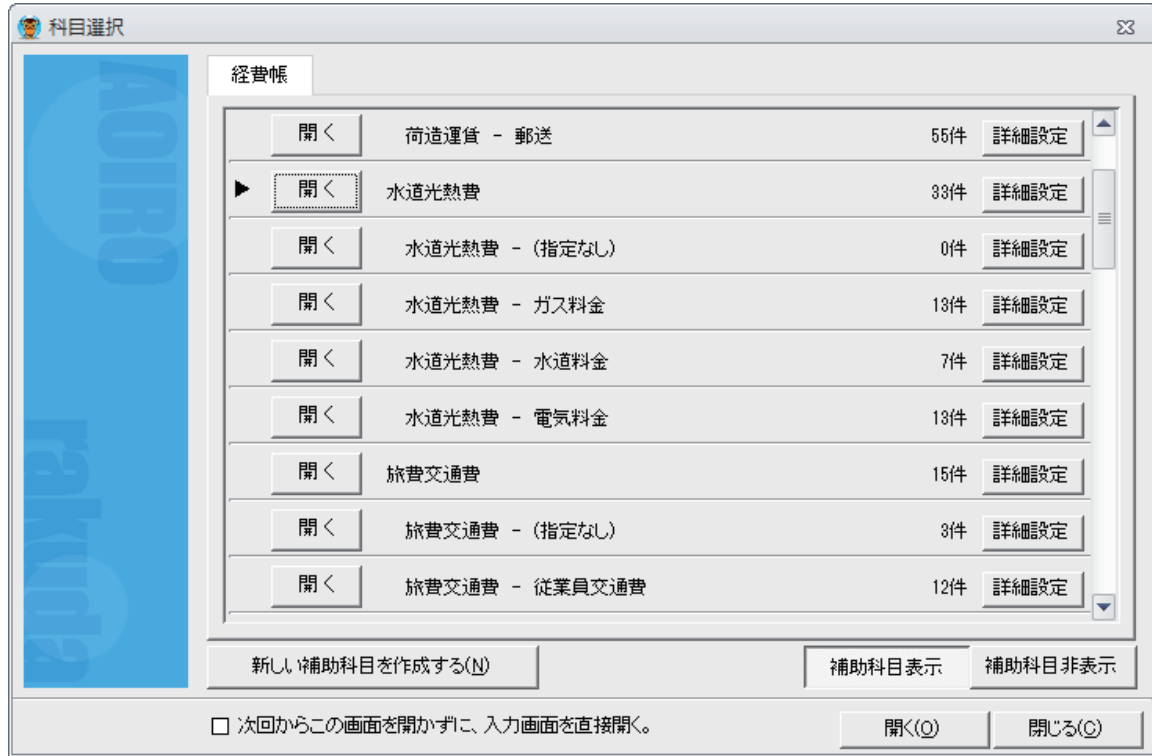 科目選択
経費帳
開く 荷造運賃 - 郵送 55件 詳細設定
開く 水道光熱費 33件 詳細設定
開く 水道光熱費 - (指定なし) 0件 詳細設定
開く 水道光熱費 - ガス料金 13件 詳細設定
開く 水道光熱費 - 水道料金 7件 詳細設定
開く 水道光熱費 - 電気料金 13件 詳細設定
開く 旅費交通費 15件 詳細設定
開く 旅費交通費 - (指定なし) 3件 詳細設定
開く 旅費交通費 - 従業員交通費 12件 詳細設定
新しい補助科目を作成する(N) 補助科目表示 補助科目非表示
次回からこの画面を開かずに、入力画面を直接開く。 開く(O) 閉じる(C)
AOIRO
rakuda